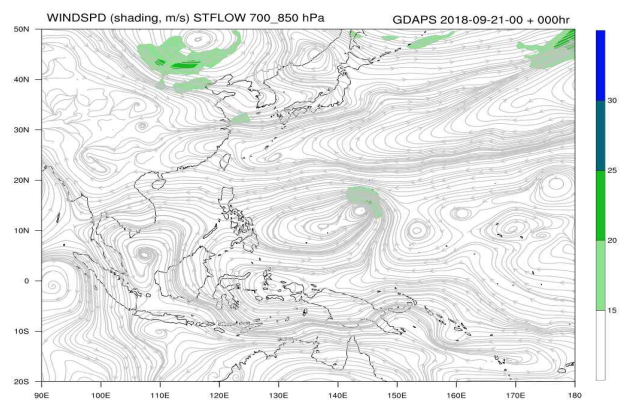 WINDSPD (shading, m/s) STFLOW 700_850 hPa GDAPS 2018-09-21-00 + 000hr
50N
40N
30N
20N
10N
0
10S
20S
90E 100E 110E 120E 130E 140E 150E 160E 170E 180
30
25
20
15